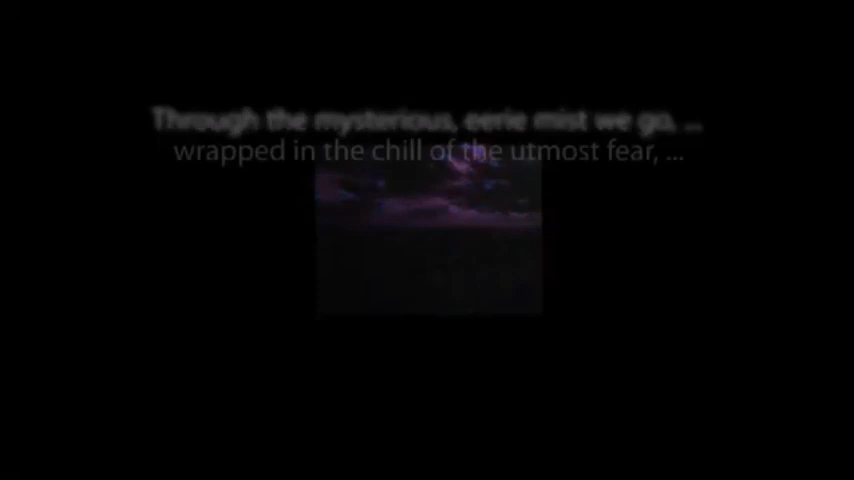 Through the mysterious, eerie mist we go, ...
wrapped in the chill of the utmost fear, ...